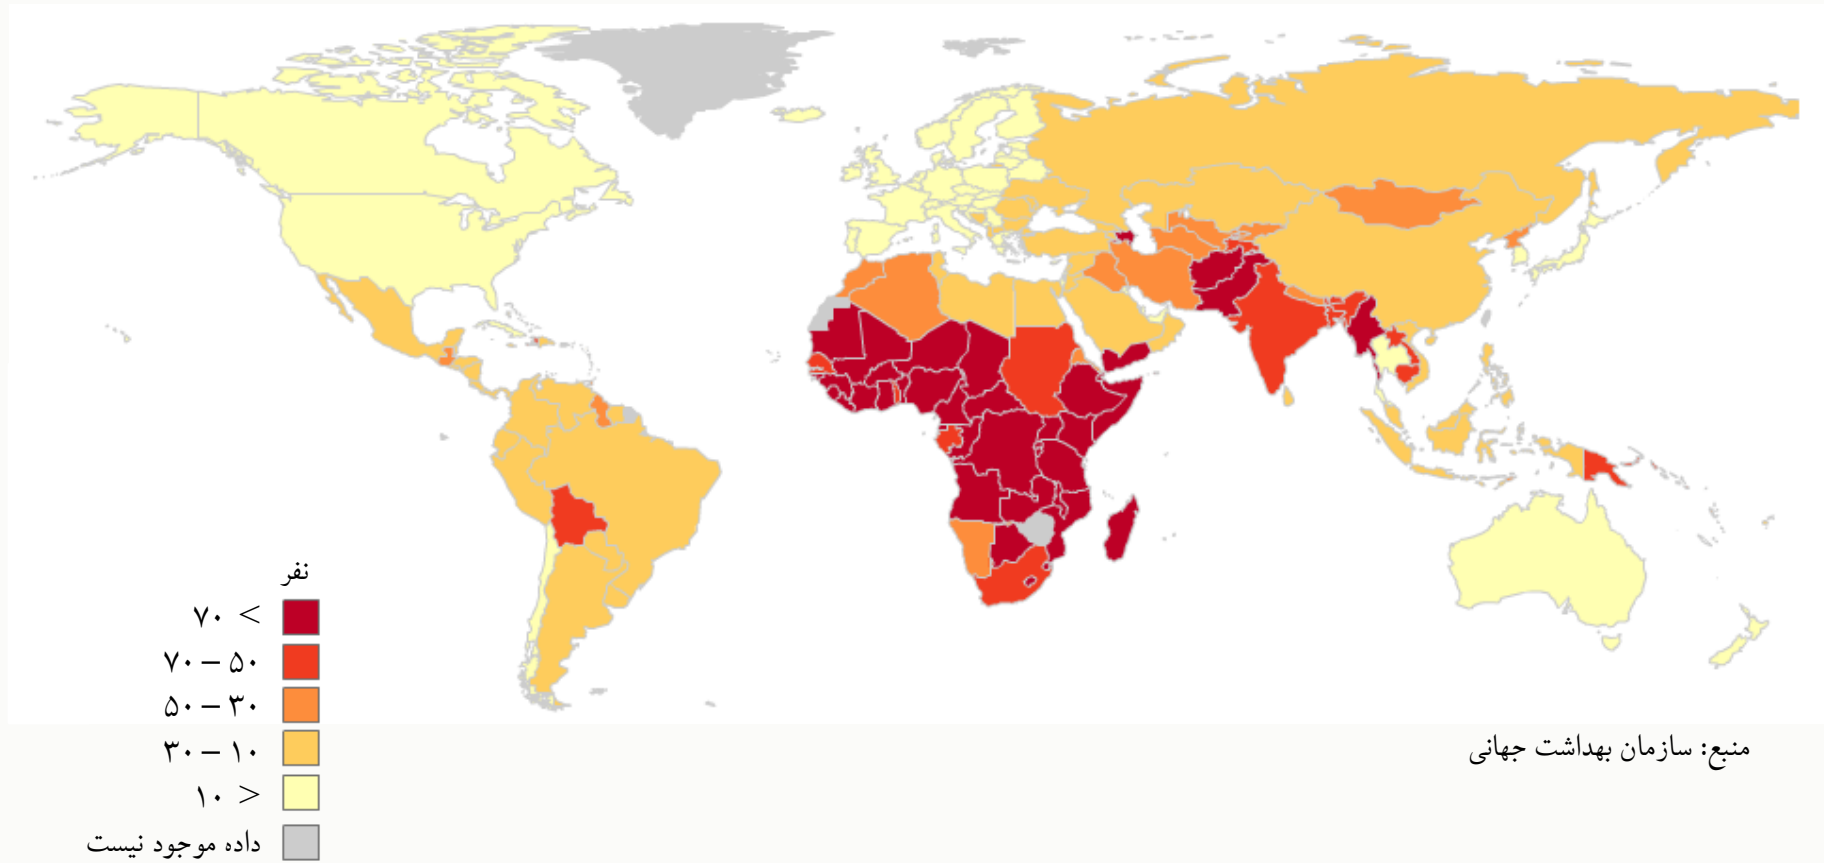 نفر
> ۷۰
۵۰ – ۷۰
۳۰ – ۵۰
۱۰ – ۳۰
< ۱۰
داده موجود نیست
منبع: سازمان بهداشت جهانی